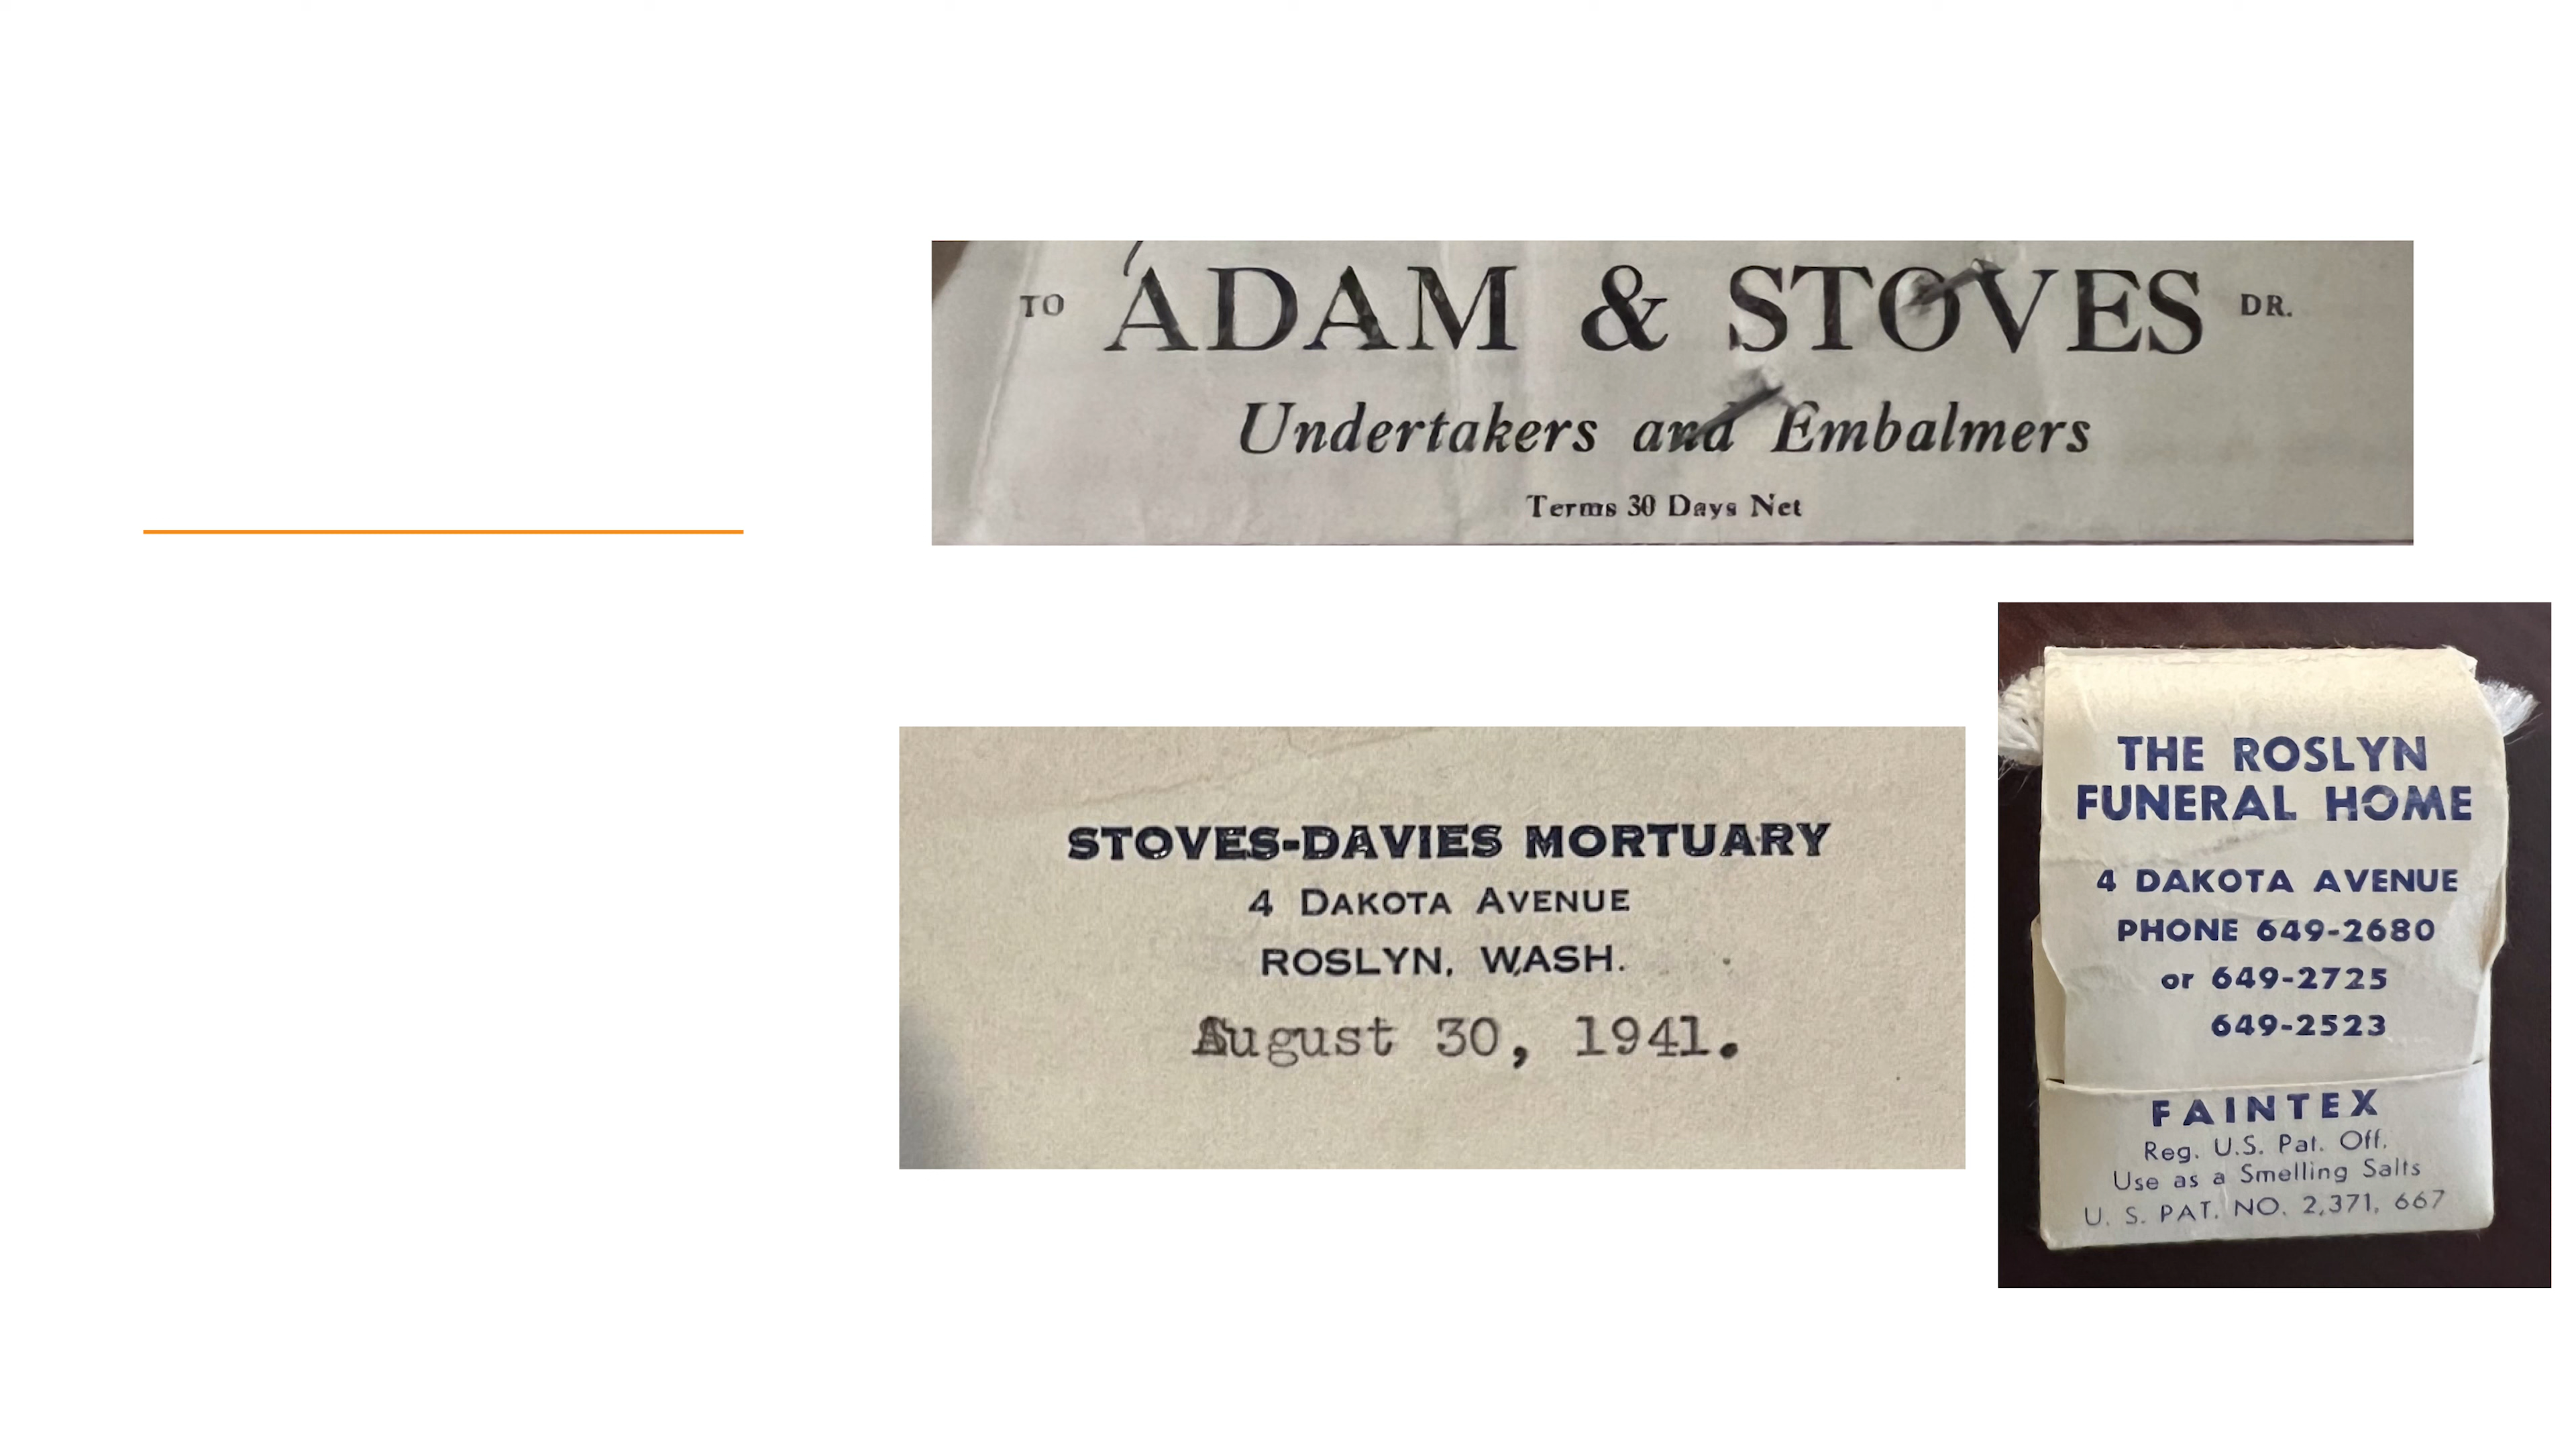 TO ADAM & STOVES DR.
Undertakers and Embalmers
Terms 30 Days Net
STOVES-DAVIES MORTUARY
4 DAKOTA AVENUE
ROSLYN, WASH.
August 30, 1941.
THE ROSLYN
FUNERAL HOME
4 DAKOTA AVENUE
PHONE 649-2680
or 649-2725
649-2523
FAINTEX
Reg. U.S. Pat. Off.
Use as a Smelling Salts
U. S. PAT. NO. 2,371, 667